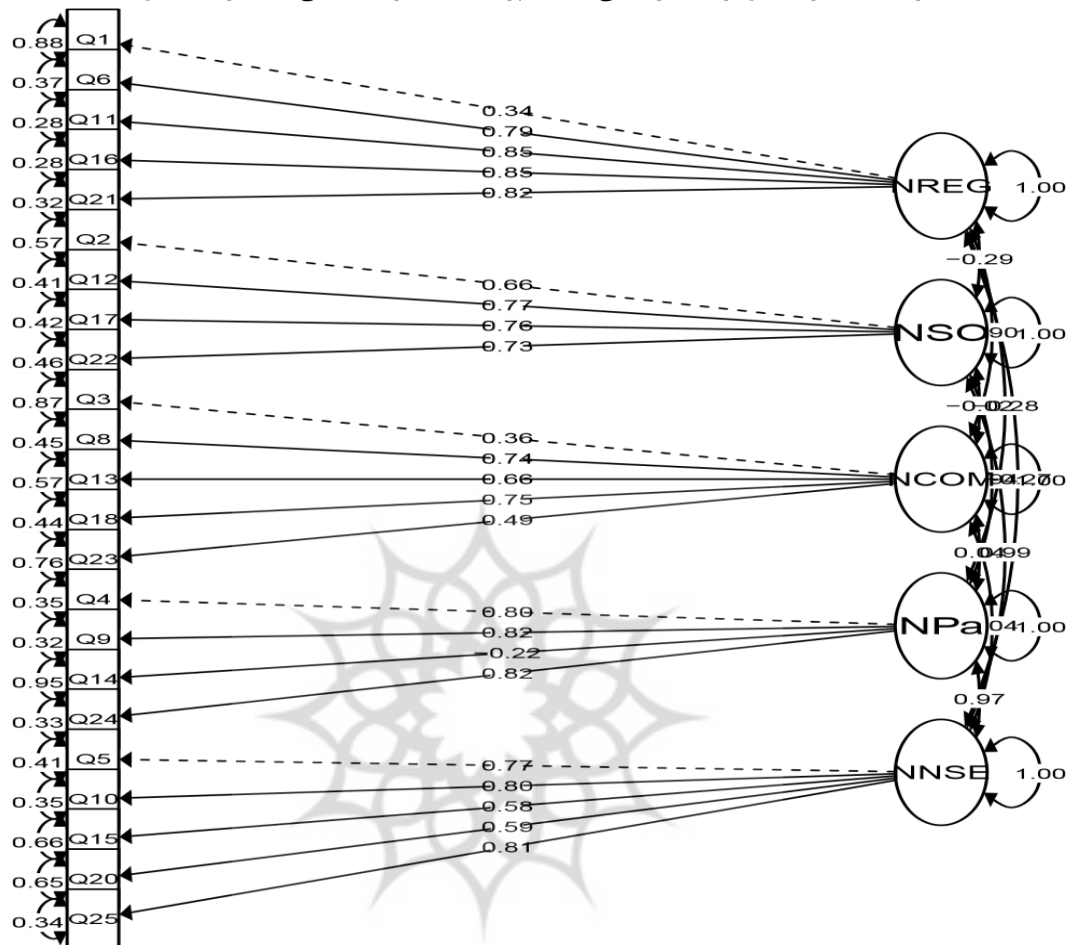 0.88 Q1
0.37 Q6
0.34
0.28 Q11
0.79
0.85
0.28 Q16
0.85
NREG 1.00
0.32 Q21
0.82
0.57 Q2
−0.29
0.41 Q12
0.66
0.77
0.42 Q17
0.76
NSO 1.00
0.46 Q22
0.73
0.87 Q3
0.45 Q8
0.36
0.74
0.57 Q13
0.66
NCOM
0.44 Q18
0.75
0.49
0.76 Q23
0.35 Q4
0.80
0.32 Q9
0.82
NPa 1.00
0.95 Q14
−0.22
0.82
0.33 Q24
0.97
0.41 Q5
0.77
NNSE 1.00
0.35 Q10
0.80
0.58
0.66 Q15
0.59
0.81
0.65 Q20
0.34 Q25